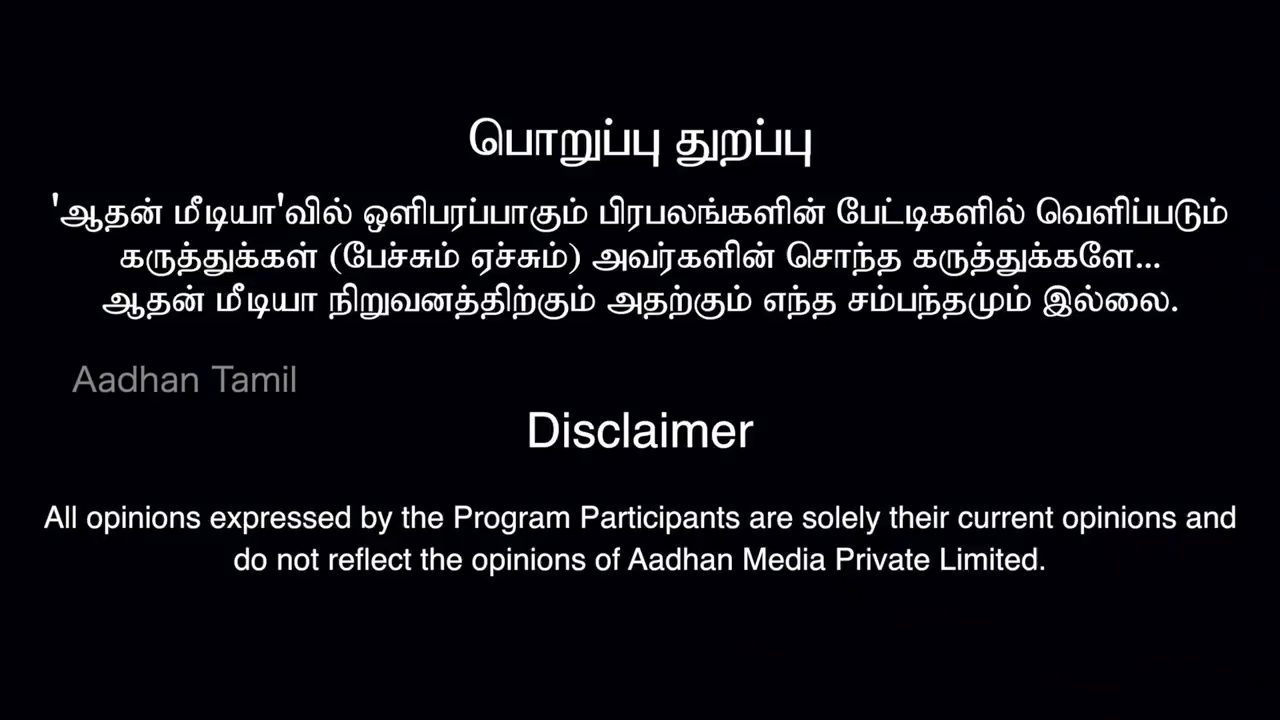 பொறுப்பு துறப்பு
'ஆதன் மீடியா'வில் ஒளிபரப்பாகும் பிரபலங்களின் பேட்டிகளில் வெளிப்படும்
கருத்துக்கள் (பேச்சும் ஏச்சும்) அவர்களின் சொந்த கருத்துக்களே...
ஆதன் மீடியா நிறுவனத்திற்கும் அதற்கும் எந்த சம்பந்தமும் இல்லை.
Aadhan Tamil
Disclaimer
All opinions expressed by the Program Participants are solely their current opinions and
do not reflect the opinions of Aadhan Media Private Limited.